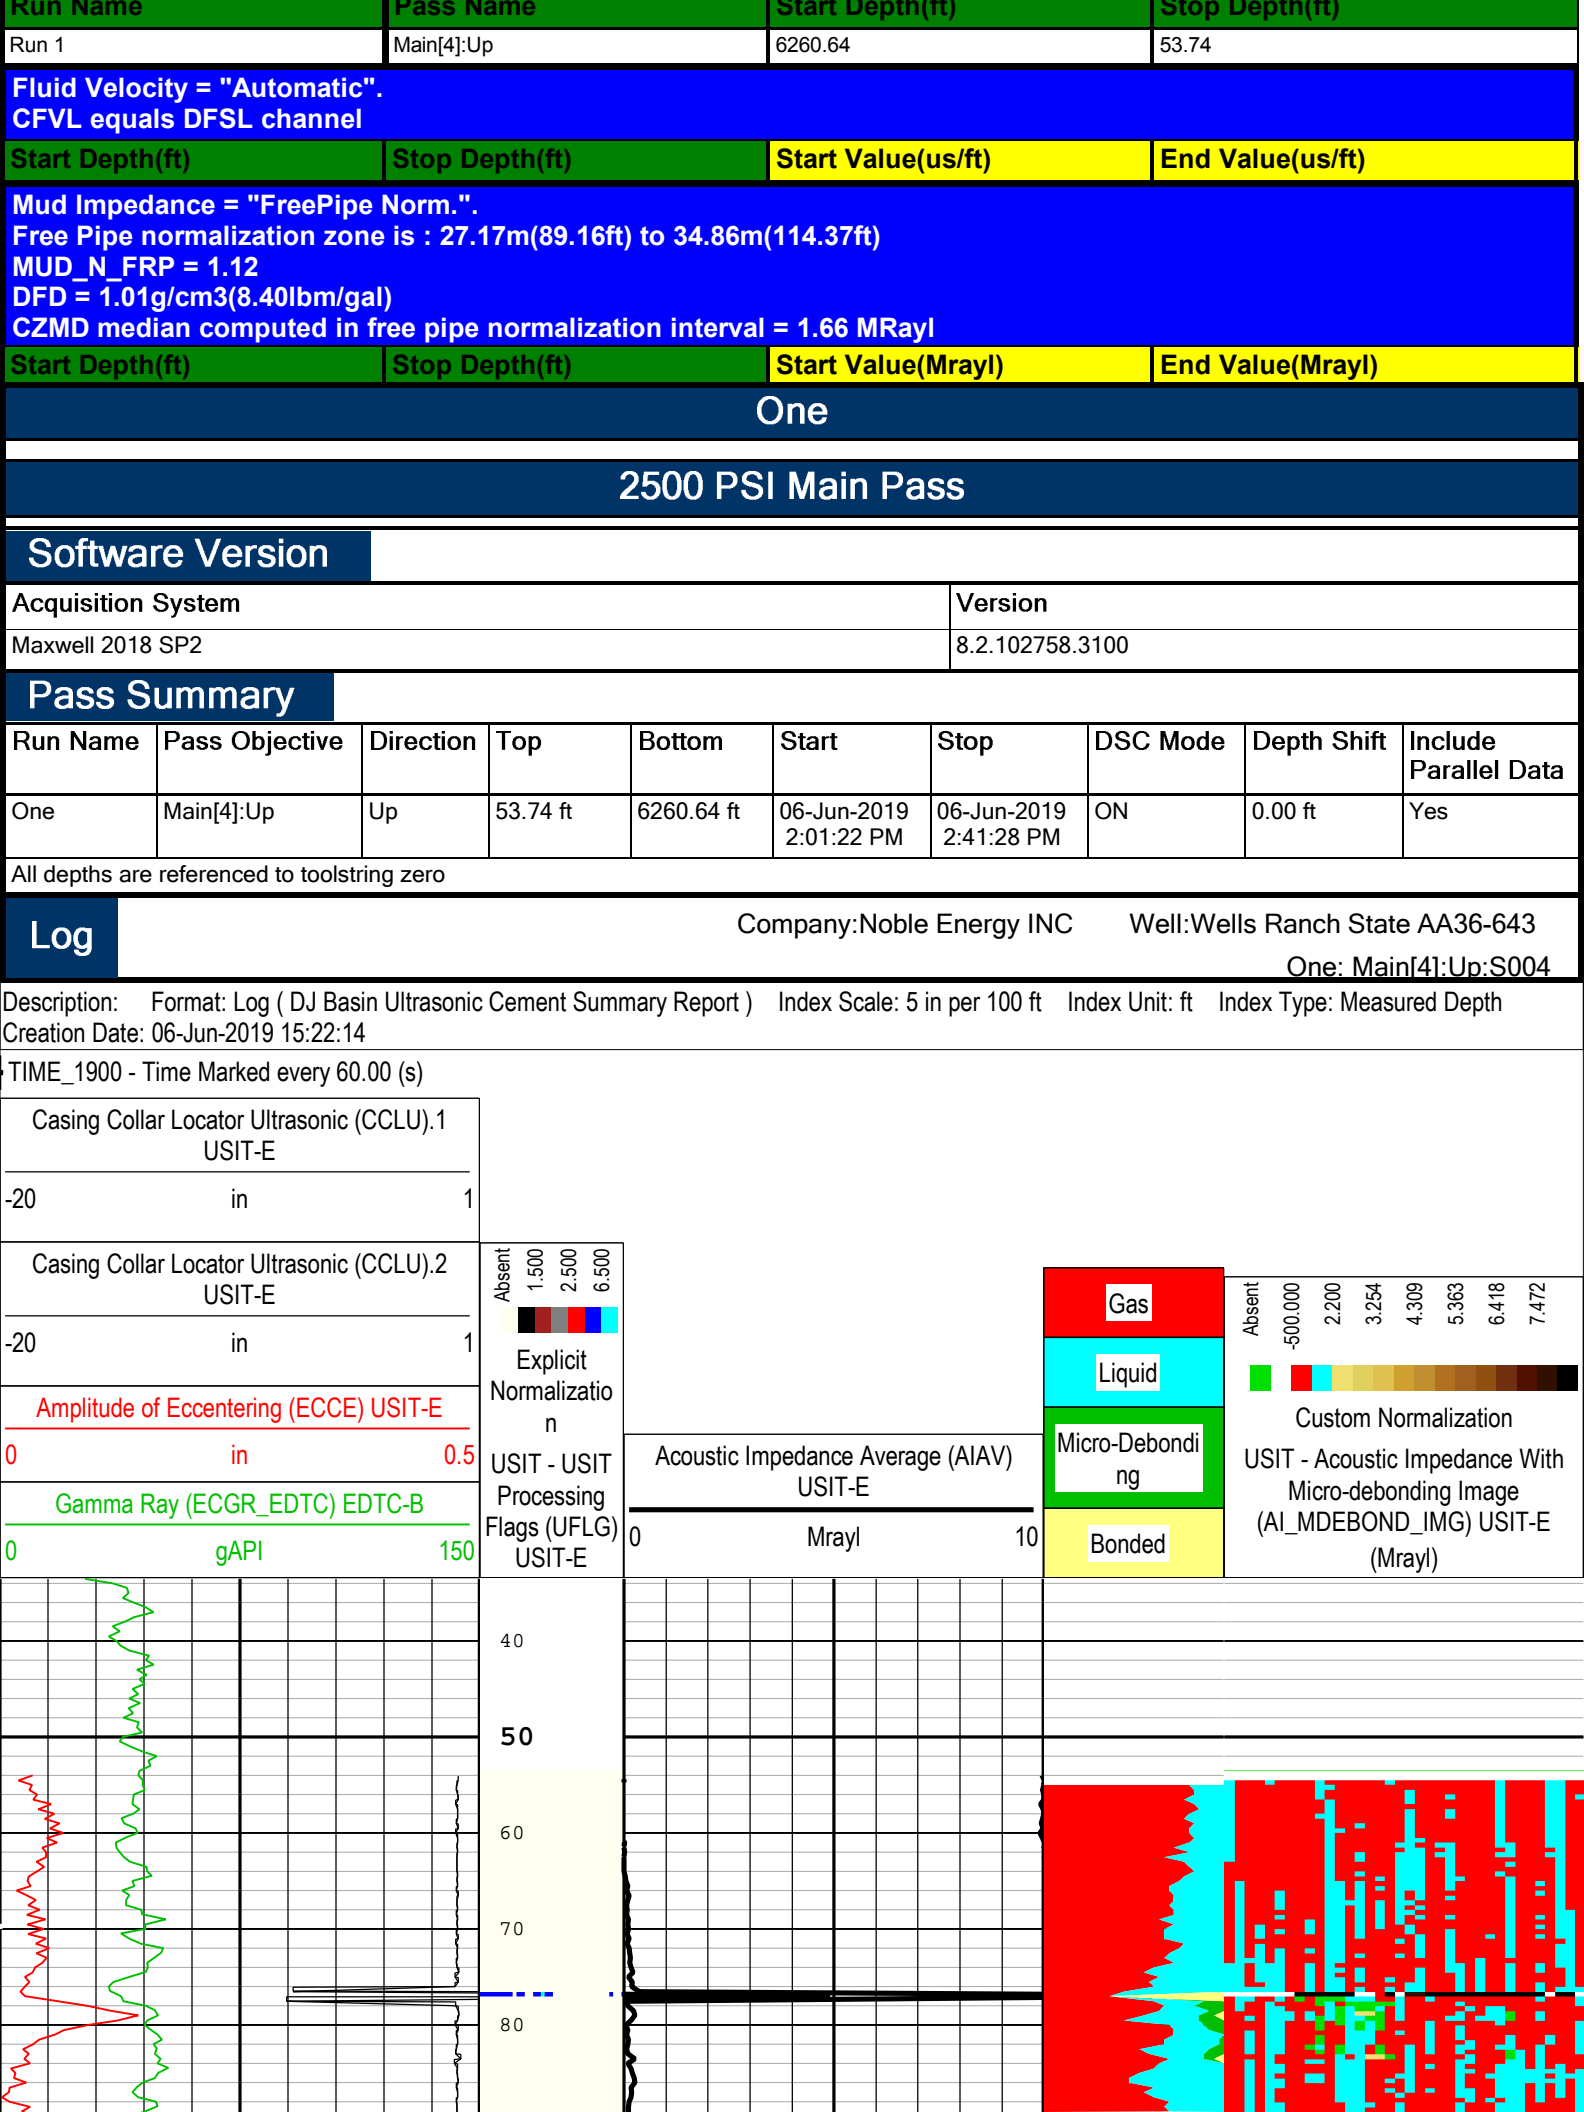 Run Name Pass Name Start Depth(ft) Stop Depth(ft)
Run 1 Main[4]:Up 6260.64 53.74
Fluid Velocity = "Automatic".
CFVL equals DFSL channel
Start Depth(ft) Stop Depth(ft) Start Value(us/ft) End Value(us/ft)
Mud Impedance = "FreePipe Norm.".
Free Pipe normalization zone is : 27.17m(89.16ft) to 34.86m(114.37ft)
MUD_N_FRP = 1.12
DFD = 1.01g/cm3(8.40lbm/gal)
CZMD median computed in free pipe normalization interval = 1.66 MRayl
Start Depth(ft) Stop Depth(ft) Start Value(Mrayl) End Value(Mrayl)
One
2500 PSI Main Pass
Software Version
Acquisition System Version
Maxwell 2018 SP2 8.2.102758.3100
Pass Summary
Run Name Pass Objective Direction Top Bottom Start Stop DSC Mode Depth Shift Include
Parallel Data
One Main[4]:Up Up 53.74 ft 6260.64 ft 06-Jun-2019 06-Jun-2019 ON 0.00 ft Yes
2:01:22 PM 2:41:28 PM
All depths are referenced to toolstring zero
Log
Company:Noble Energy INC Well:Wells Ranch State AA36-643
One: Main[4]:Up:S004
Description: Format: Log ( DJ Basin Ultrasonic Cement Summary Report ) Index Scale: 5 in per 100 ft Index Unit: ft Index Type: Measured Depth
Creation Date: 06-Jun-2019 15:22:14
TIME_1900 - Time Marked every 60.00 (s)
Casing Collar Locator Ultrasonic (CCLU).1
USIT-E
-20 in 1
Casing Collar Locator Ultrasonic (CCLU).2
USIT-E
-20 in 1
Amplitude of Eccentering (ECCE) USIT-E
0 in 0.5
Gamma Ray (ECGR_EDTC) EDTC-B
0 gAPI 150
Absent 1.500 2.500 6.500
Explicit
Normalizatio
n
USIT - USIT
Processing
Flags (UFLG)
USIT-E
Acoustic Impedance Average (AIAV)
USIT-E
0 Mrayl 10
Gas
Liquid
Micro-Debondi
ng
Bonded
Absent -500.000 2.200 3.254 4.309 5.363 6.418 7.472
Custom Normalization
USIT - Acoustic Impedance With
Micro-debonding Image
(AI_MDEBOND_IMG) USIT-E
(Mrayl)
40
50
60
70
80